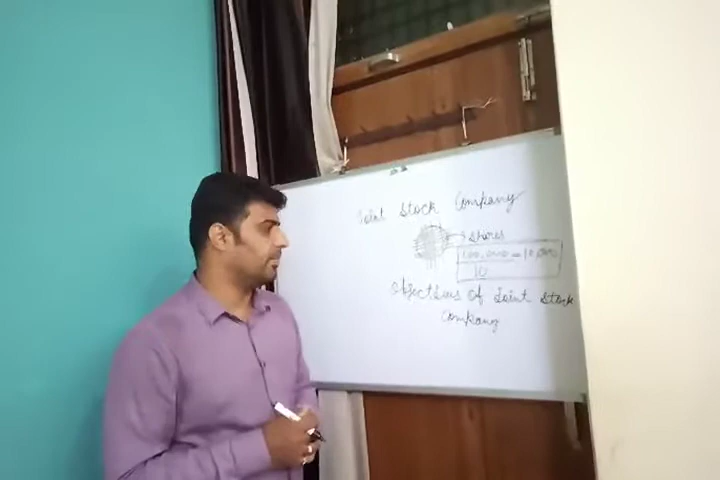 Joint Stock Company
shares
100,000 = 10,000
10
Objectives of Joint Stock
Company